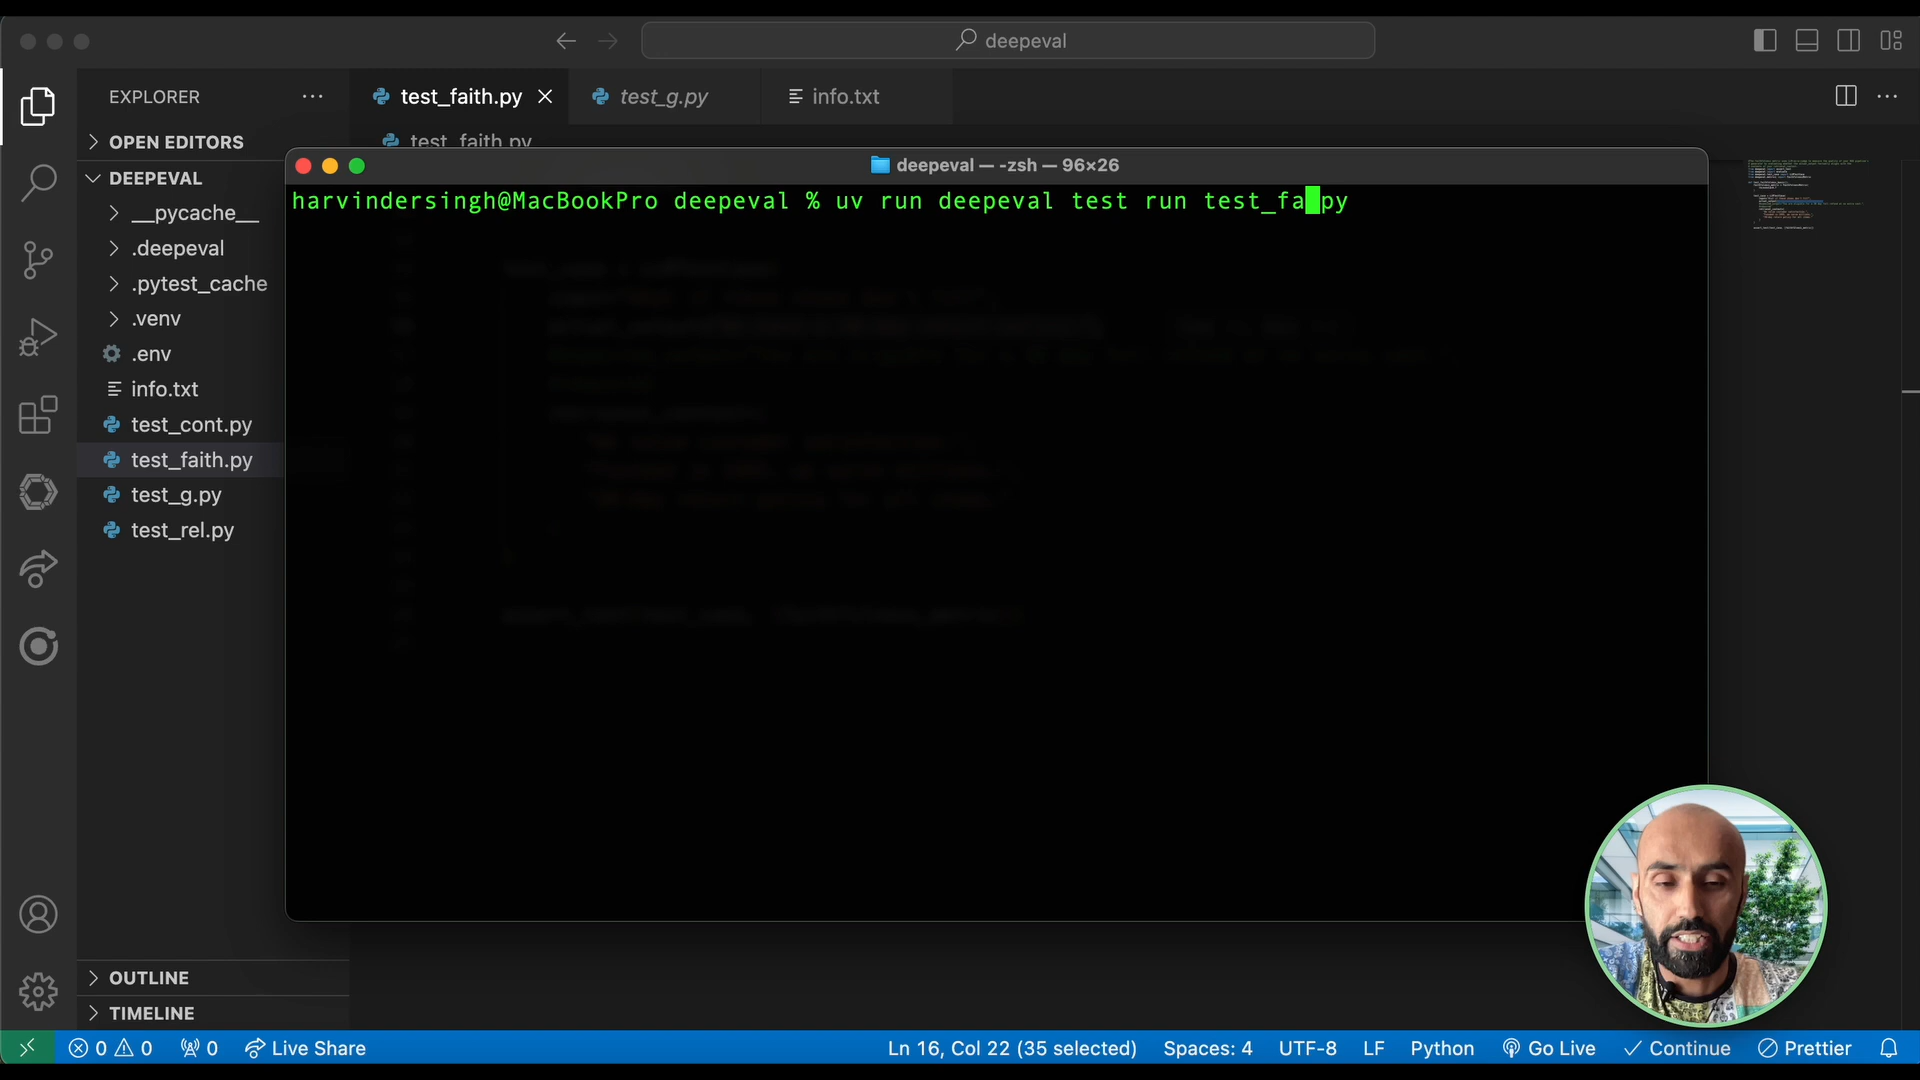 deepeval
EXPLORER
test_faith.py
test_g.py
info.txt
OPEN EDITORS
test_faith.py
DEEPEVAL
deepeval — -zsh — 96×26
harvindersingh@MacBookPro deepeval % uv run deepeval test run test_fa.py
__pycache__
.deepeval
.pytest_cache
.venv
.env
info.txt
test_cont.py
test_faith.py
test_g.py
test_rel.py
OUTLINE
TIMELINE
0 0 0 Live Share Ln 16, Col 22 (35 selected) Spaces: 4 UTF-8 LF Python Go Live Continue Prettier